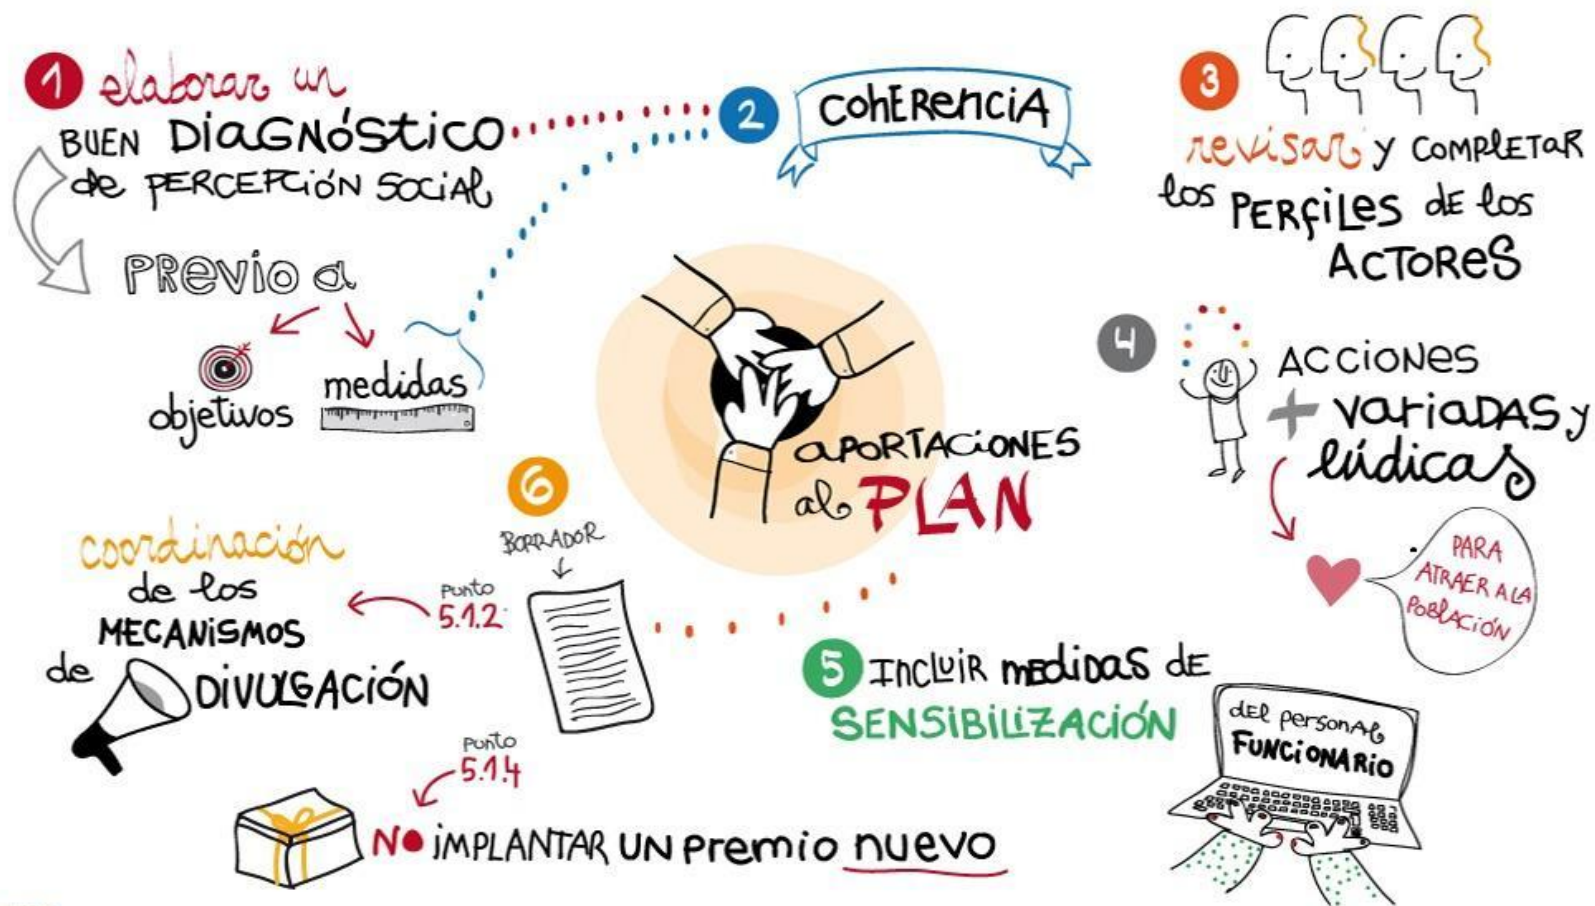 1 elaborar un
BUEN DIAGNÓSTICO
de PERCEPCIÓN SOCIAL
PREVIO a
objetivos
medidas
2 COHERENCIA
3
revisar y COMPLETAR
los PERFILES DE los
ACTORES
4
ACCIONES
+ VARIADAS y
lúdicas
PARA
ATRAER A LA
POBLACIÓN
APORTACIONES
al PLAN
5 INCLUIR MEDIDAS DE
SENSIBILIZACIÓN
DEL personal
FUNCIONARIO
6
BORRADOR
PUNTO
5.1.2
coordinación
de los
MECANISMOS
de DIVULGACIÓN
PUNTO
5.1.4
NO IMPLANTAR UN premio nuevo